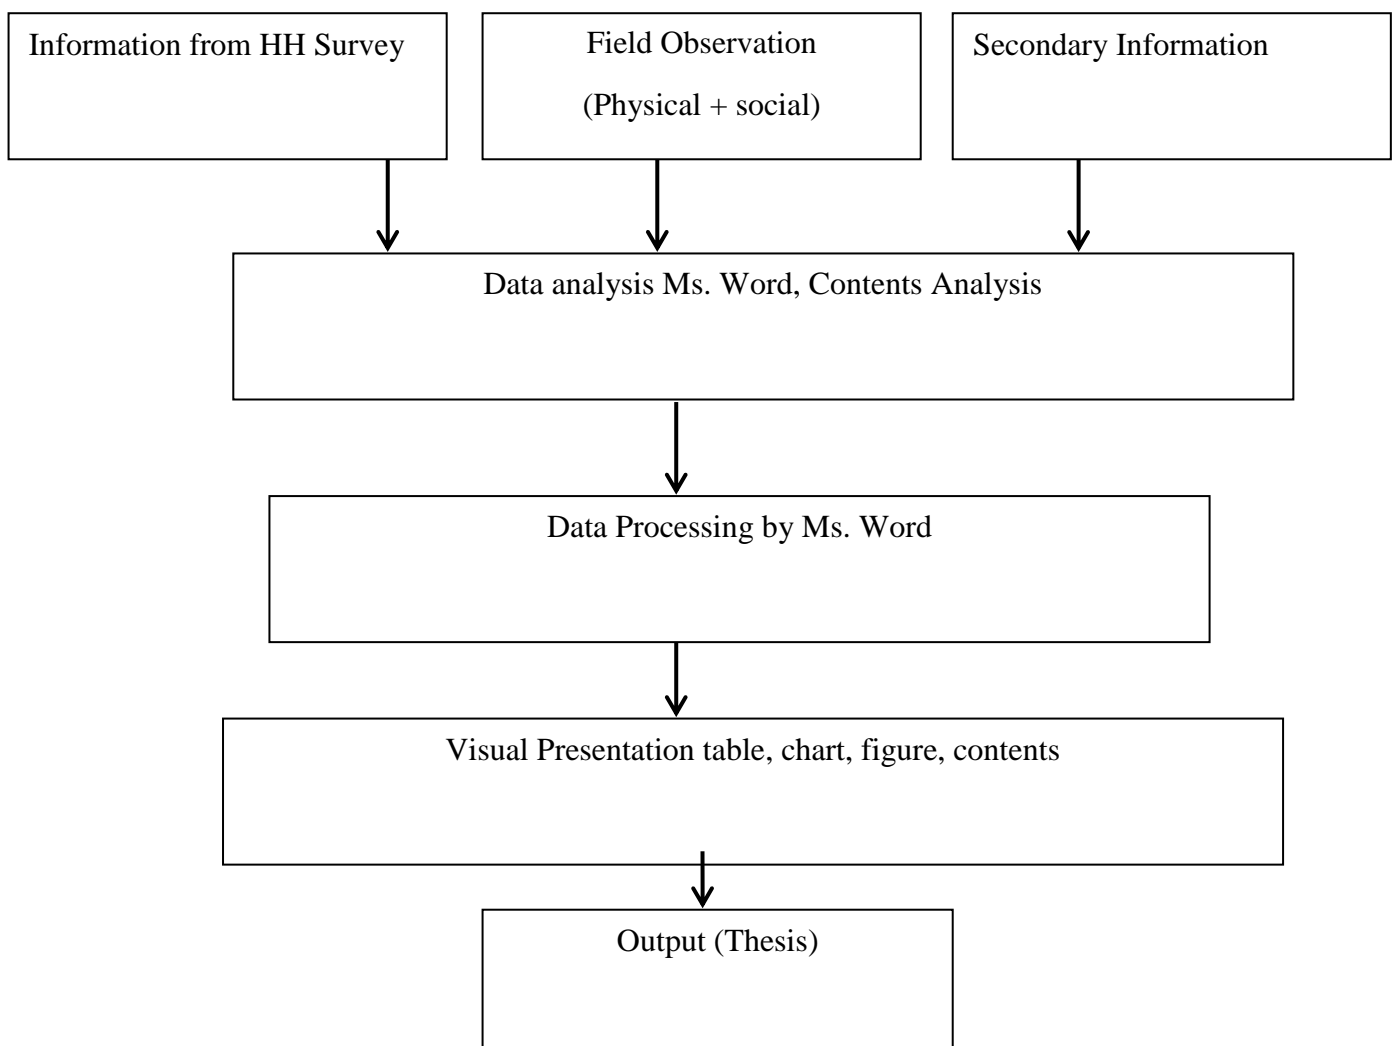 Information from HH Survey
Field Observation
(Physical + social)
Secondary Information
Data analysis Ms. Word, Contents Analysis
Data Processing by Ms. Word
Visual Presentation table, chart, figure, contents
Output (Thesis)